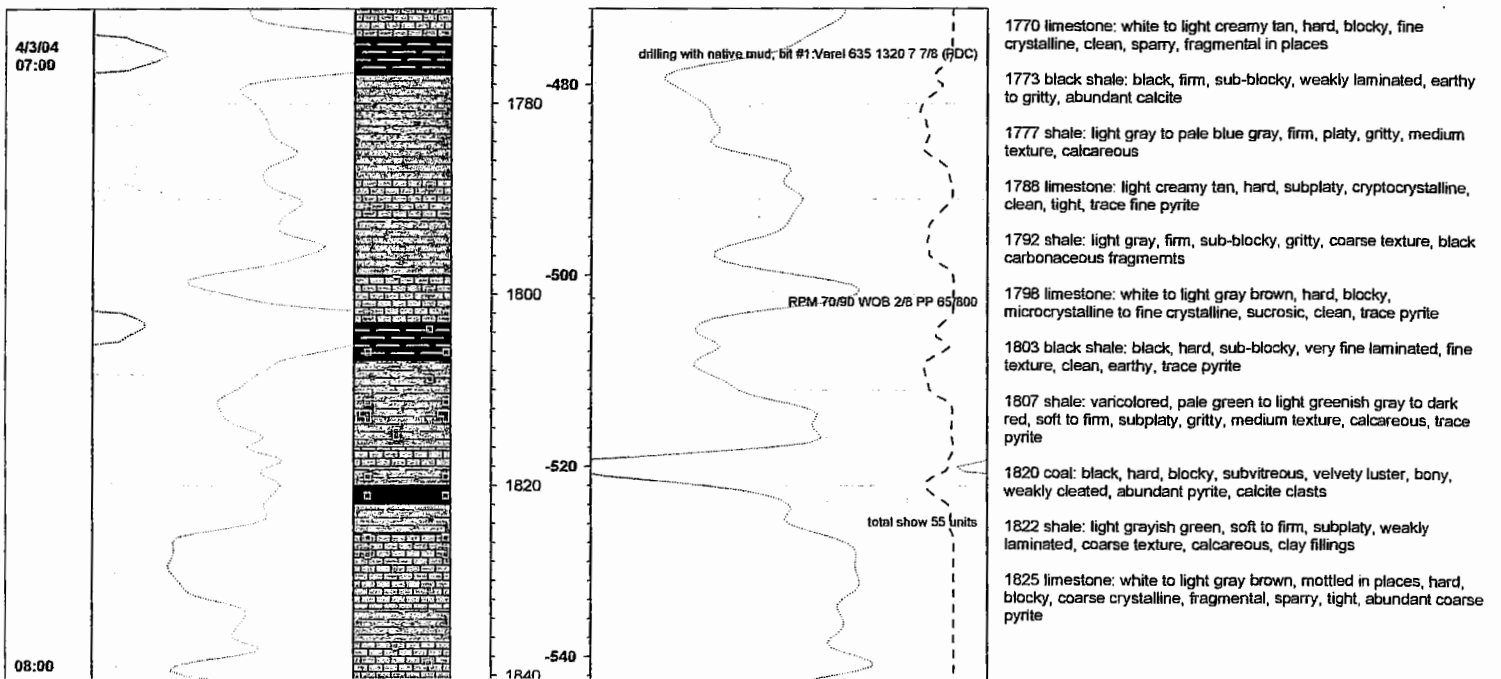 4/3/04
07:00
08:00
1780
1800
1820
1840
-480
-500
-520
-540
drilling with native mud, bit #1:Varel 635 1320 7 7/8 (PDC)
RPM 70/90 WOB 2/8 PP 65/800
total show 55 units
1770 limestone: white to light creamy tan, hard, blocky, fine
crystalline, clean, sparry, fragmental in places
1773 black shale: black, firm, sub-blocky, weakly laminated, earthy
to gritty, abundant calcite
1777 shale: light gray to pale blue gray, firm, platy, gritty, medium
texture, calcareous
1788 limestone: light creamy tan, hard, subplaty, cryptocrystalline,
clean, tight, trace fine pyrite
1792 shale: light gray, firm, sub-blocky, gritty, coarse texture, black
carbonaceous fragmemts
1798 limestone: white to light gray brown, hard, blocky,
microcrystalline to fine crystalline, sucrosic, clean, trace pyrite
1803 black shale: black, hard, sub-blocky, very fine laminated, fine
texture, clean, earthy, trace pyrite
1807 shale: varicolored, pale green to light greenish gray to dark
red, soft to firm, subplaty, gritty, medium texture, calcareous, trace
pyrite
1820 coal: black, hard, blocky, subvitreous, velvety luster, bony,
weakly cleated, abundant pyrite, calcite clasts
1822 shale: light grayish green, soft to firm, subplaty, weakly
laminated, coarse texture, calcareous, clay fillings
1825 limestone: white to light gray brown, mottled in places, hard,
blocky, coarse crystalline, fragmental, sparry, tight, abundant coarse
pyrite